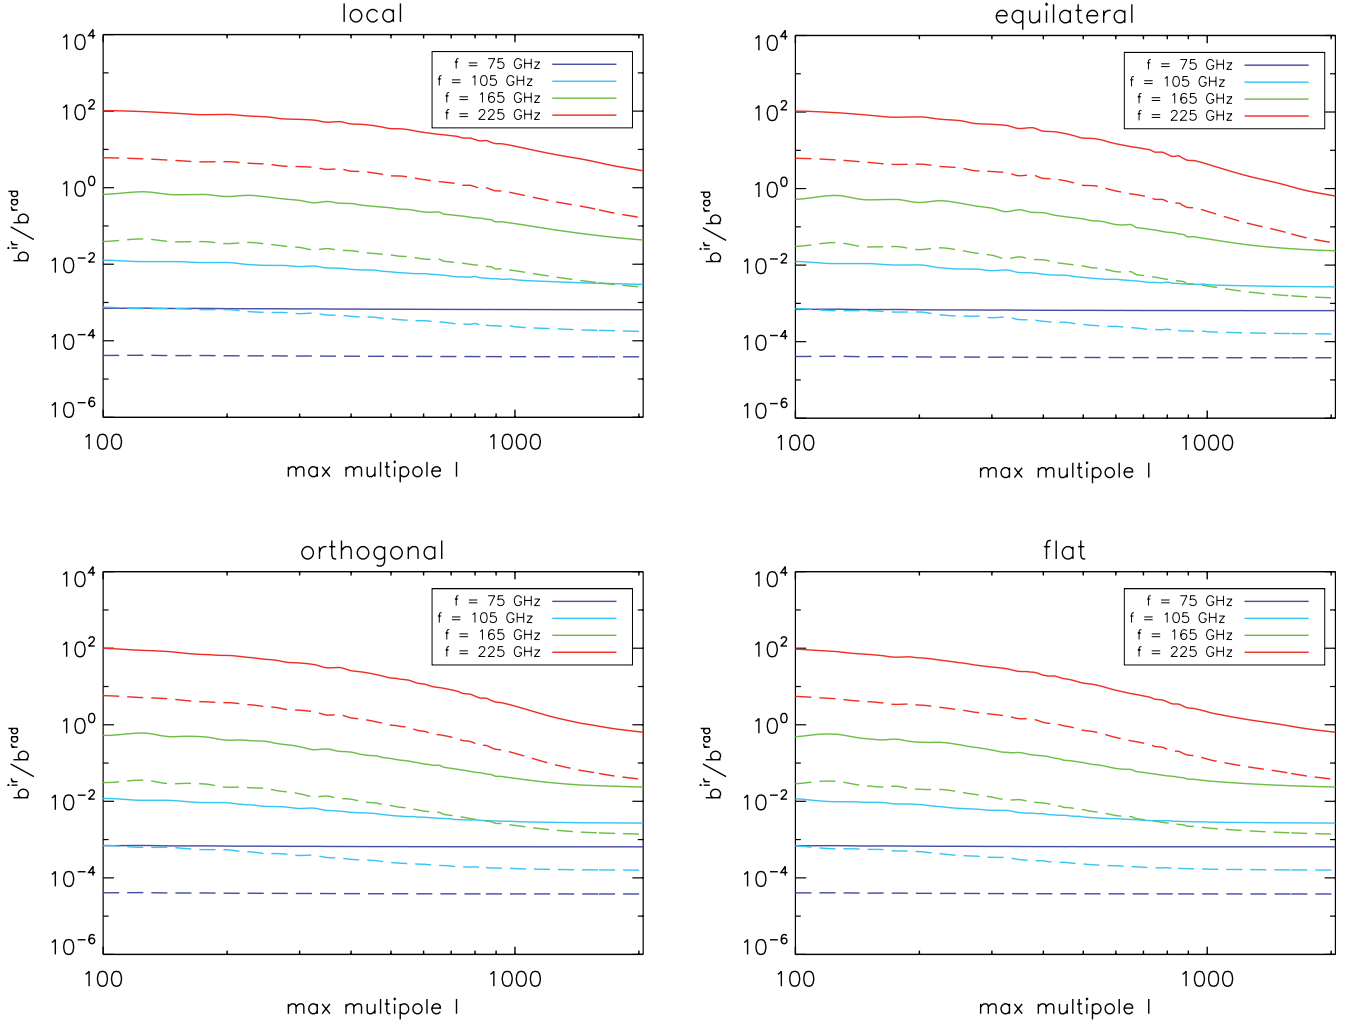 local
10^4
10^2
10^0
10^-2
10^-4
10^-6
b^ir/b^rad
f = 75 GHz
f = 105 GHz
f = 165 GHz
f = 225 GHz
100
1000
max multipole l
equilateral
10^4
10^2
10^0
10^-2
10^-4
10^-6
b^ir/b^rad
f = 75 GHz
f = 105 GHz
f = 165 GHz
f = 225 GHz
100
1000
max multipole l
orthogonal
10^4
10^2
10^0
10^-2
10^-4
10^-6
b^ir/b^rad
f = 75 GHz
f = 105 GHz
f = 165 GHz
f = 225 GHz
100
1000
max multipole l
flat
10^4
10^2
10^0
10^-2
10^-4
10^-6
b^ir/b^rad
f = 75 GHz
f = 105 GHz
f = 165 GHz
f = 225 GHz
100
1000
max multipole l